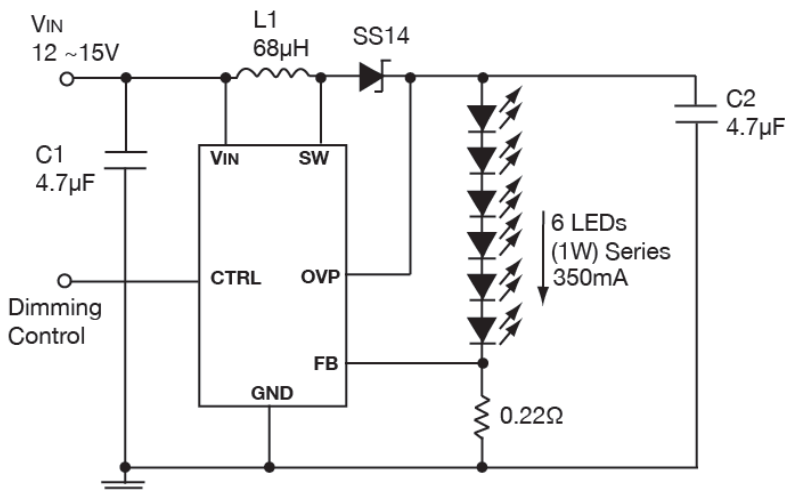 VIN
12 ~15V
L1
68µH
SS14
C2
4.7µF
C1
4.7µF
VIN
SW
6 LEDs
(1W) Series
350mA
CTRL
OVP
Dimming
Control
FB
GND
0.22Ω